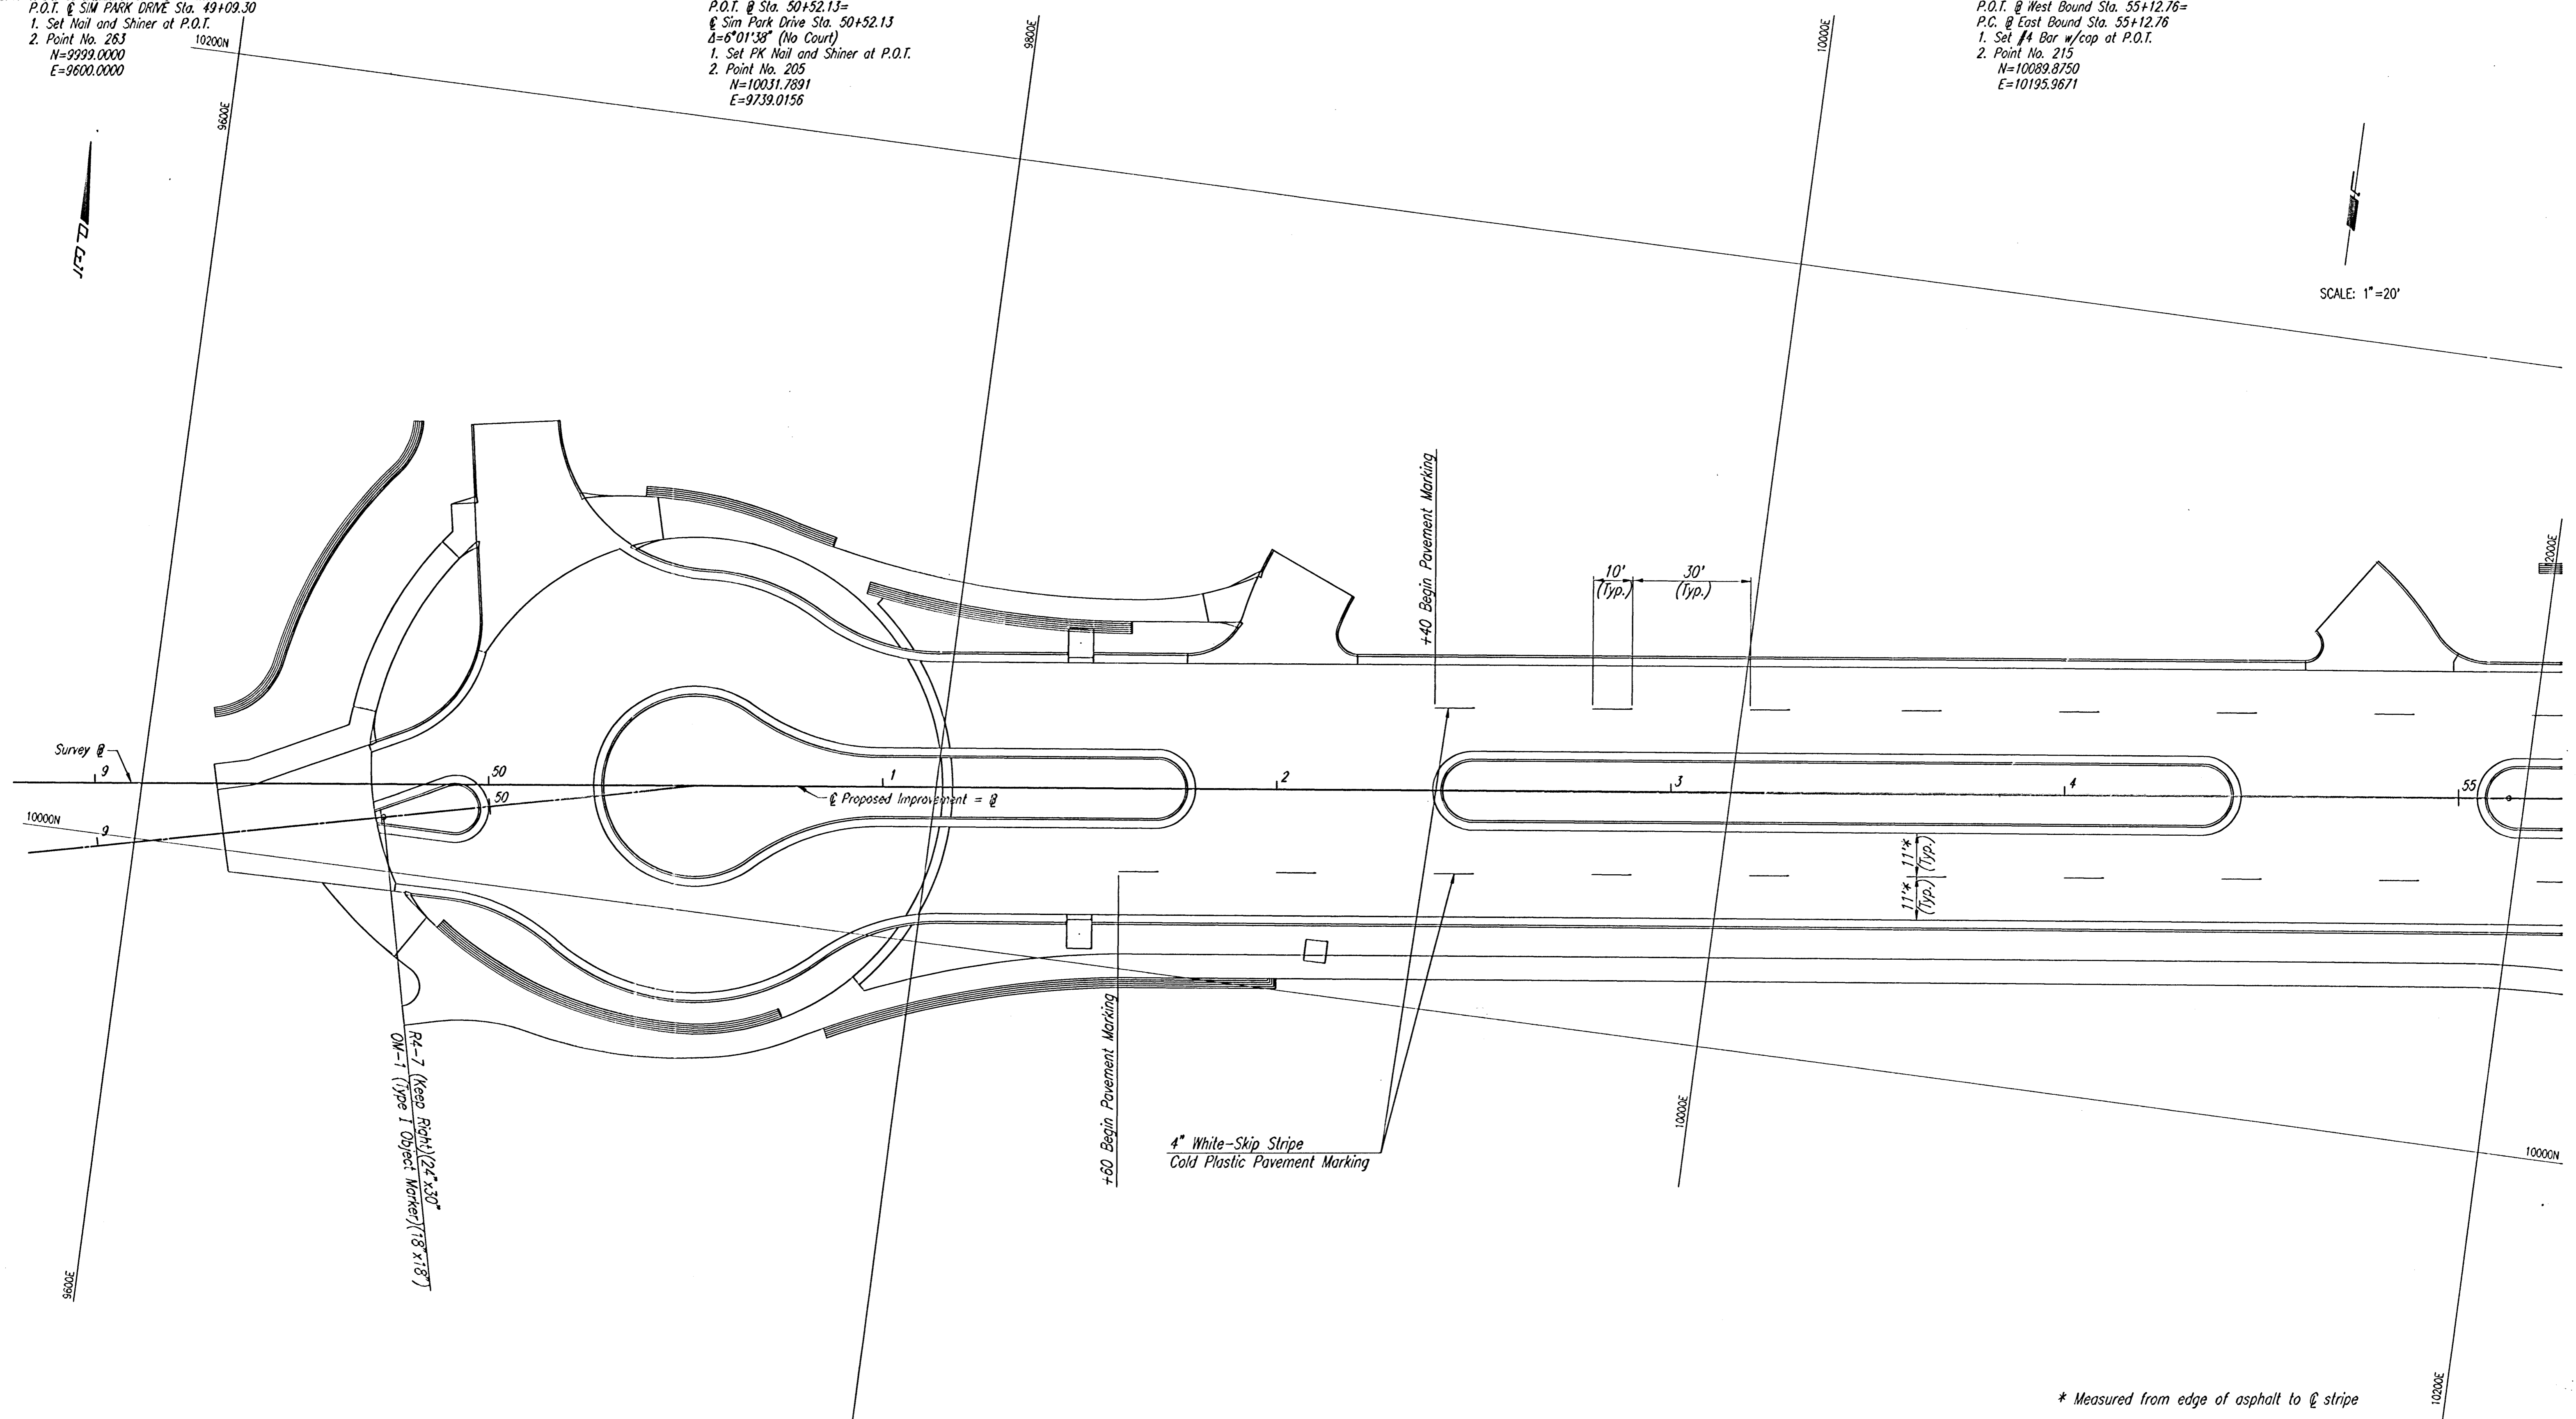 P.O.T. ℄ SIM PARK DRIVE Sta. 49+09.30
1. Set Nail and Shiner at P.O.T.
2. Point No. 263
N=9999.0000
E=9600.0000
P.O.T. @ Sta. 50+52.13=
℄ Sim Park Drive Sta. 50+52.13
Δ=6°01'38" (No Court)
1. Set PK Nail and Shiner at P.O.T.
2. Point No. 205
N=10031.7891
E=9739.0156
P.O.T. @ West Bound Sta. 55+12.76=
P.C. @ East Bound Sta. 55+12.76
1. Set #4 Bar w/cap at P.O.T.
2. Point No. 215
N=10089.8750
E=10195.9671
10200N
9600E
9800E
10000E
SCALE: 1"=20'
+40 Begin Pavement Marking
10'
(Typ.)
30'
(Typ.)
Survey
9
50
1
2
3
4
55
℄ Proposed Improvement =
50
9
10000N
11'*
(Typ.)
11'*
(Typ.)
+60 Begin Pavement Marking
R4-7 (Keep Right)(24"x30"
OM-1 (Type I Object Marker)(18"x18")
4" White-Skip Stripe
Cold Plastic Pavement Marking
10000E
10000N
9600E
10200E
* Measured from edge of asphalt to ℄ stripe